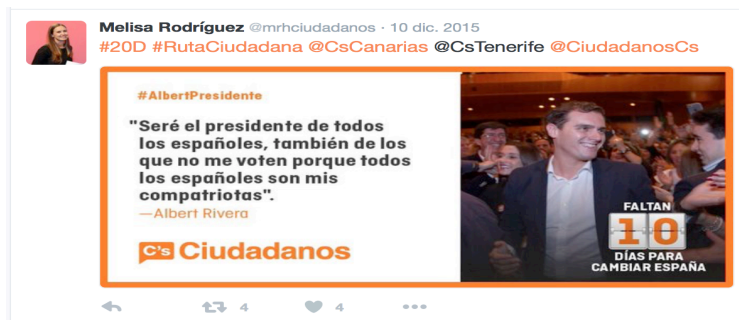 Melisa Rodríguez @mrhciudadanos · 10 dic. 2015
#20D #RutaCiudadana @CsCanarias @CsTenerife @CiudadanosCs
#AlbertPresidente
"Seré el presidente de todos
los españoles, también de los
que no me voten porque todos
los españoles son mis
compatriotas".
—Albert Rivera
C's Ciudadanos
FALTAN
10
DÍAS PARA
CAMBIAR ESPAÑA
4 4